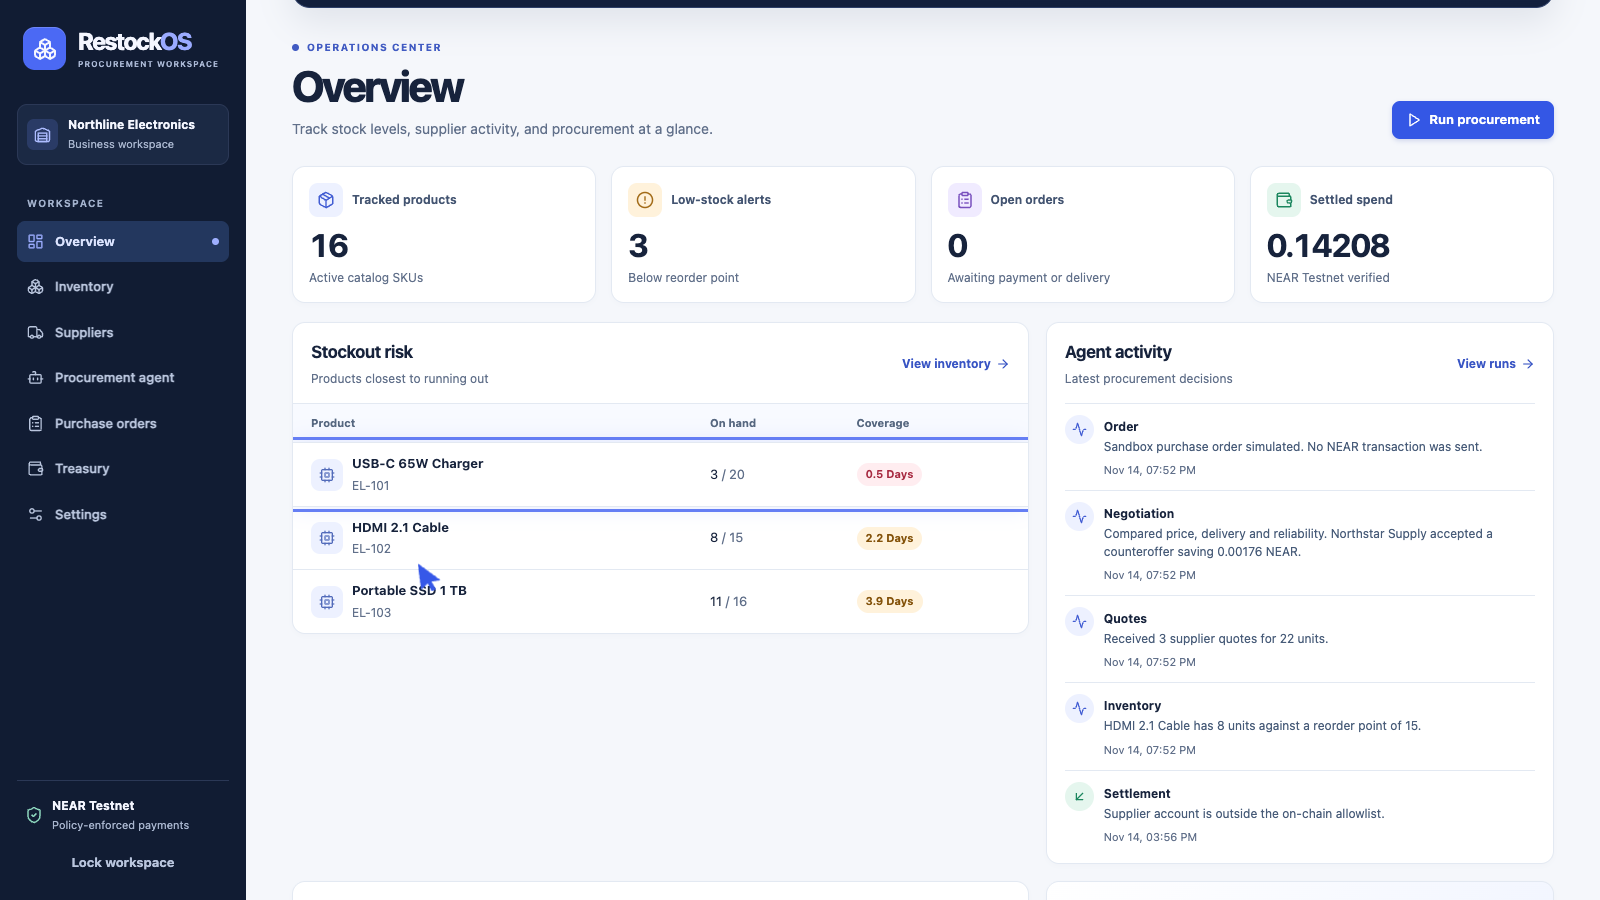 RestockOS
PROCUREMENT WORKSPACE
Northline Electronics
Business workspace
WORKSPACE
Overview
Inventory
Suppliers
Procurement agent
Purchase orders
Treasury
Settings
NEAR Testnet
Policy-enforced payments
Lock workspace
OPERATIONS CENTER
Overview
Track stock levels, supplier activity, and procurement at a glance.
Run procurement
Tracked products
16
Active catalog SKUs
Low-stock alerts
3
Below reorder point
Open orders
0
Awaiting payment or delivery
Settled spend
0.14208
NEAR Testnet verified
Stockout risk
Products closest to running out
View inventory
Product On hand Coverage
USB-C 65W Charger
EL-101
3 / 20
0.5 Days
HDMI 2.1 Cable
EL-102
8 / 15
2.2 Days
Portable SSD 1 TB
EL-103
11 / 16
3.9 Days
Agent activity
Latest procurement decisions
View runs
Order
Sandbox purchase order simulated. No NEAR transaction was sent.
Nov 14, 07:52 PM
Negotiation
Compared price, delivery and reliability. Northstar Supply accepted a
counteroffer saving 0.00176 NEAR.
Nov 14, 07:52 PM
Quotes
Received 3 supplier quotes for 22 units.
Nov 14, 07:52 PM
Inventory
HDMI 2.1 Cable has 8 units against a reorder point of 15.
Nov 14, 07:52 PM
Settlement
Supplier account is outside the on-chain allowlist.
Nov 14, 03:56 PM